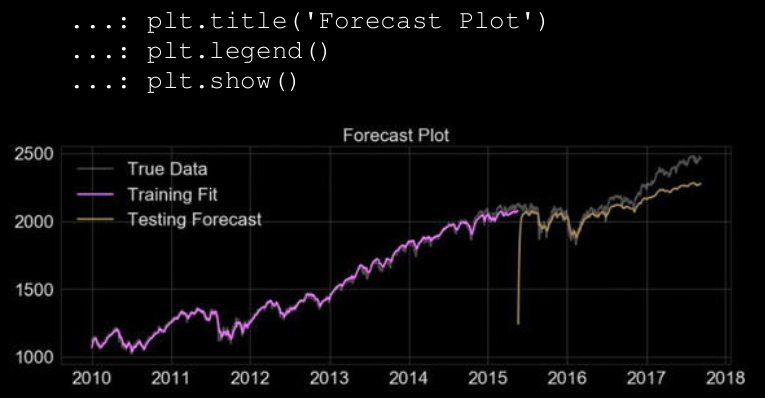 ...: plt.title('Forecast Plot')
...: plt.legend()
...: plt.show()
Forecast Plot
2500
True Data
Training Fit
2000
Testing Forecast
1500
1000
2010 2011 2012 2013 2014 2015 2016 2017 2018